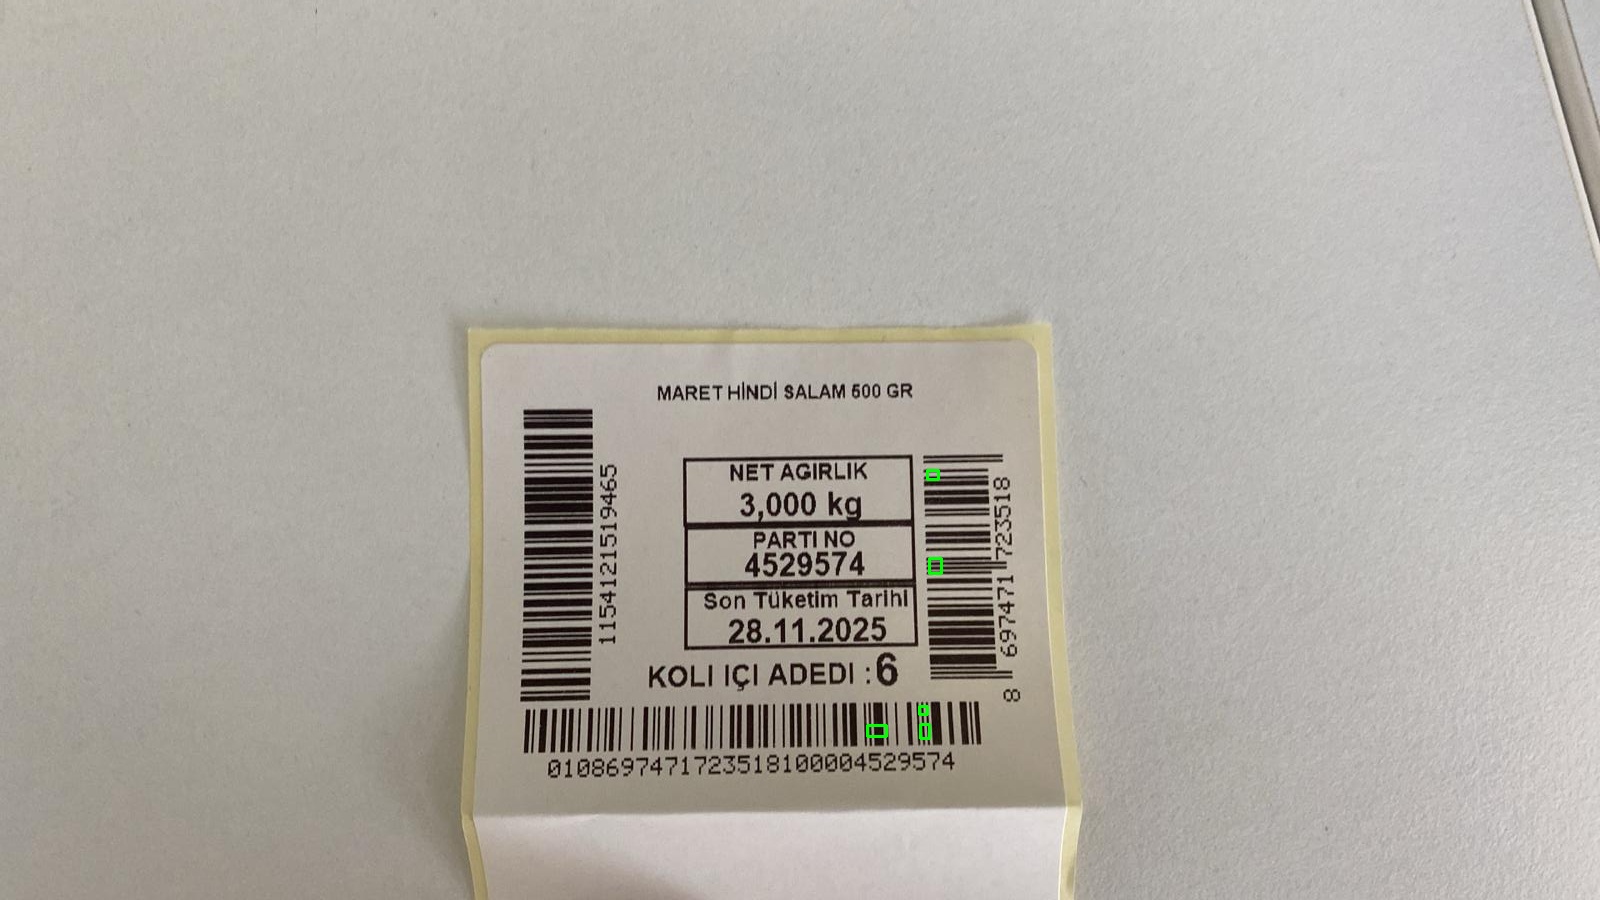 MARET HİNDİ SALAM 500 GR
1154121519465
NET AGIRLIK
3,000 kg
PARTI NO
4529574
Son Tüketim Tarihi
28.11.2025
8 697471 723518
KOLI IÇI ADEDI : 6
0108697471723518100004529574